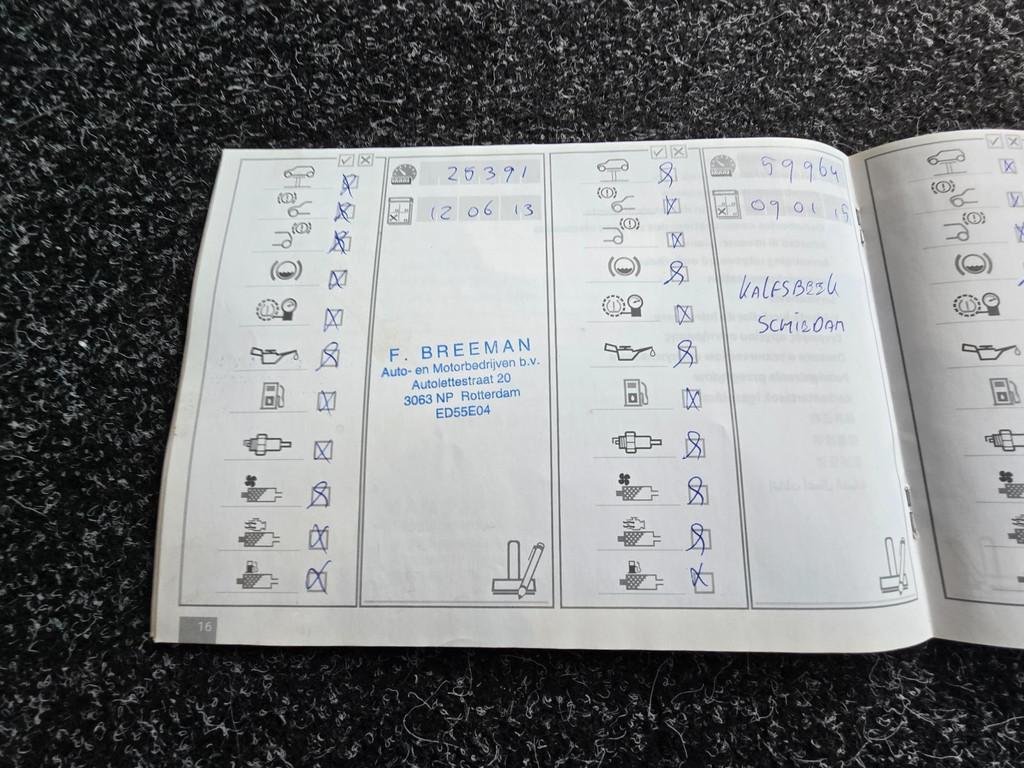 25391
12 06 13
F. BREEMAN
Auto- en Motorbedrijven b.v.
Autolettestraat 20
3063 NP Rotterdam
ED55E04
59964
09 01 15
KALFSBEEK
SCHIEDAM
16